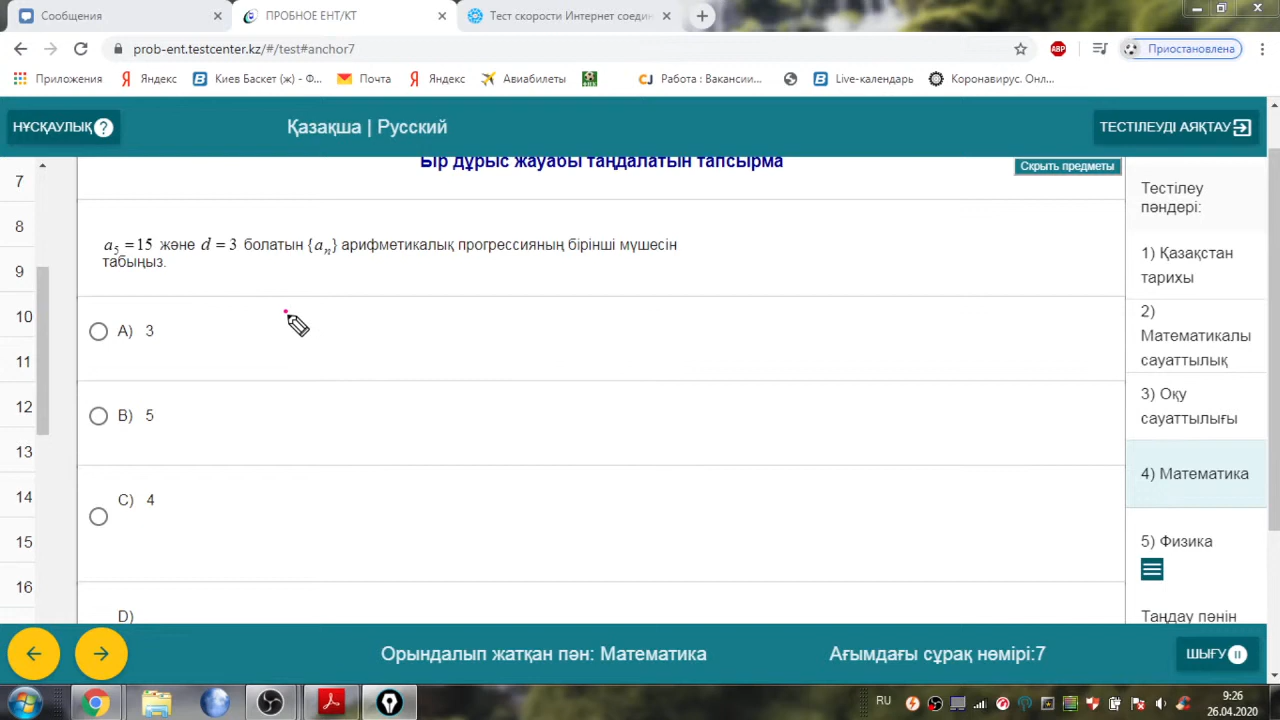 Сообщения
ПРОБНОЕ ЕНТ/КТ
Тест скорости Интернет соеди
prob-ent.testcenter.kz/#/test#anchor7
ABP
Приостановлена
Приложения
Яндекс
Киев Баскет (ж) - Ф...
Почта
Яндекс
Авиабилеты
Работа : Вакансии...
Live-календарь
Коронавирус. Онл...
НҰСҚАУЛЫҚ ?
Қазақша | Русский
ТЕСТІЛЕУДІ АЯҚТАУ
Бір дұрыс жауабы таңдалатын тапсырма
Скрыть предметы
7
8
9
10
11
12
13
14
15
16
a₅ = 15 және d = 3 болатын {aₙ} арифметикалық прогрессияның бірінші мүшесін
табыңыз.
A) 3
B) 5
C) 4
D)
Тестілеу
пәндері:
1) Қазақстан
тарихы
2)
Математикалы
сауаттылық
3) Оқу
сауаттылығы
4) Математика
5) Физика
Таңдау пәнін
Орындалып жатқан пән: Математика
Ағымдағы сұрақ нөмірі:7
ШЫҒУ
RU
9:26
26.04.2020